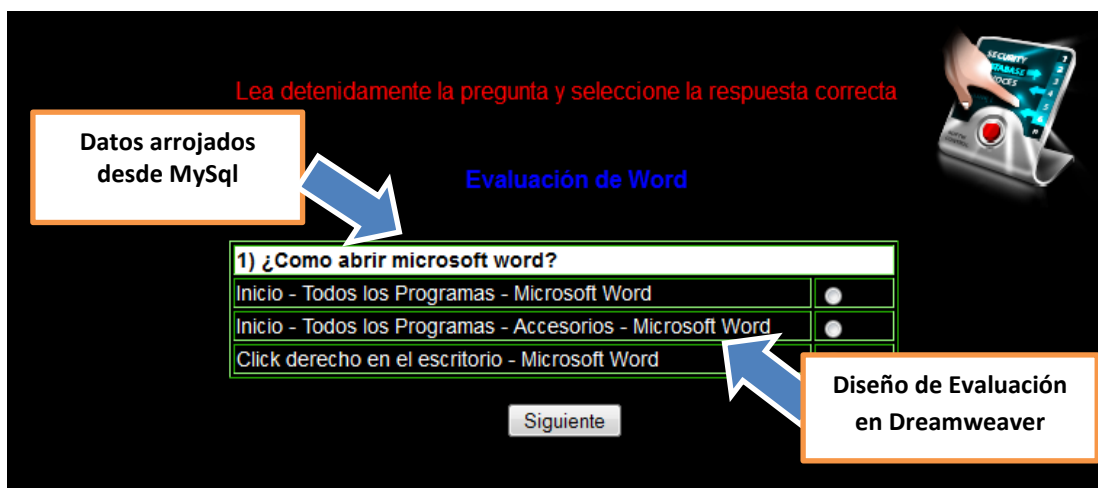 Lea detenidamente la pregunta y seleccione la respuesta correcta
Datos arrojados
desde MySql
Evaluación de Word
1) ¿Como abrir microsoft word?
Inicio - Todos los Programas - Microsoft Word
Inicio - Todos los Programas - Accesorios - Microsoft Word
Click derecho en el escritorio - Microsoft Word
Diseño de Evaluación
en Dreamweaver
Siguiente
SECURITY